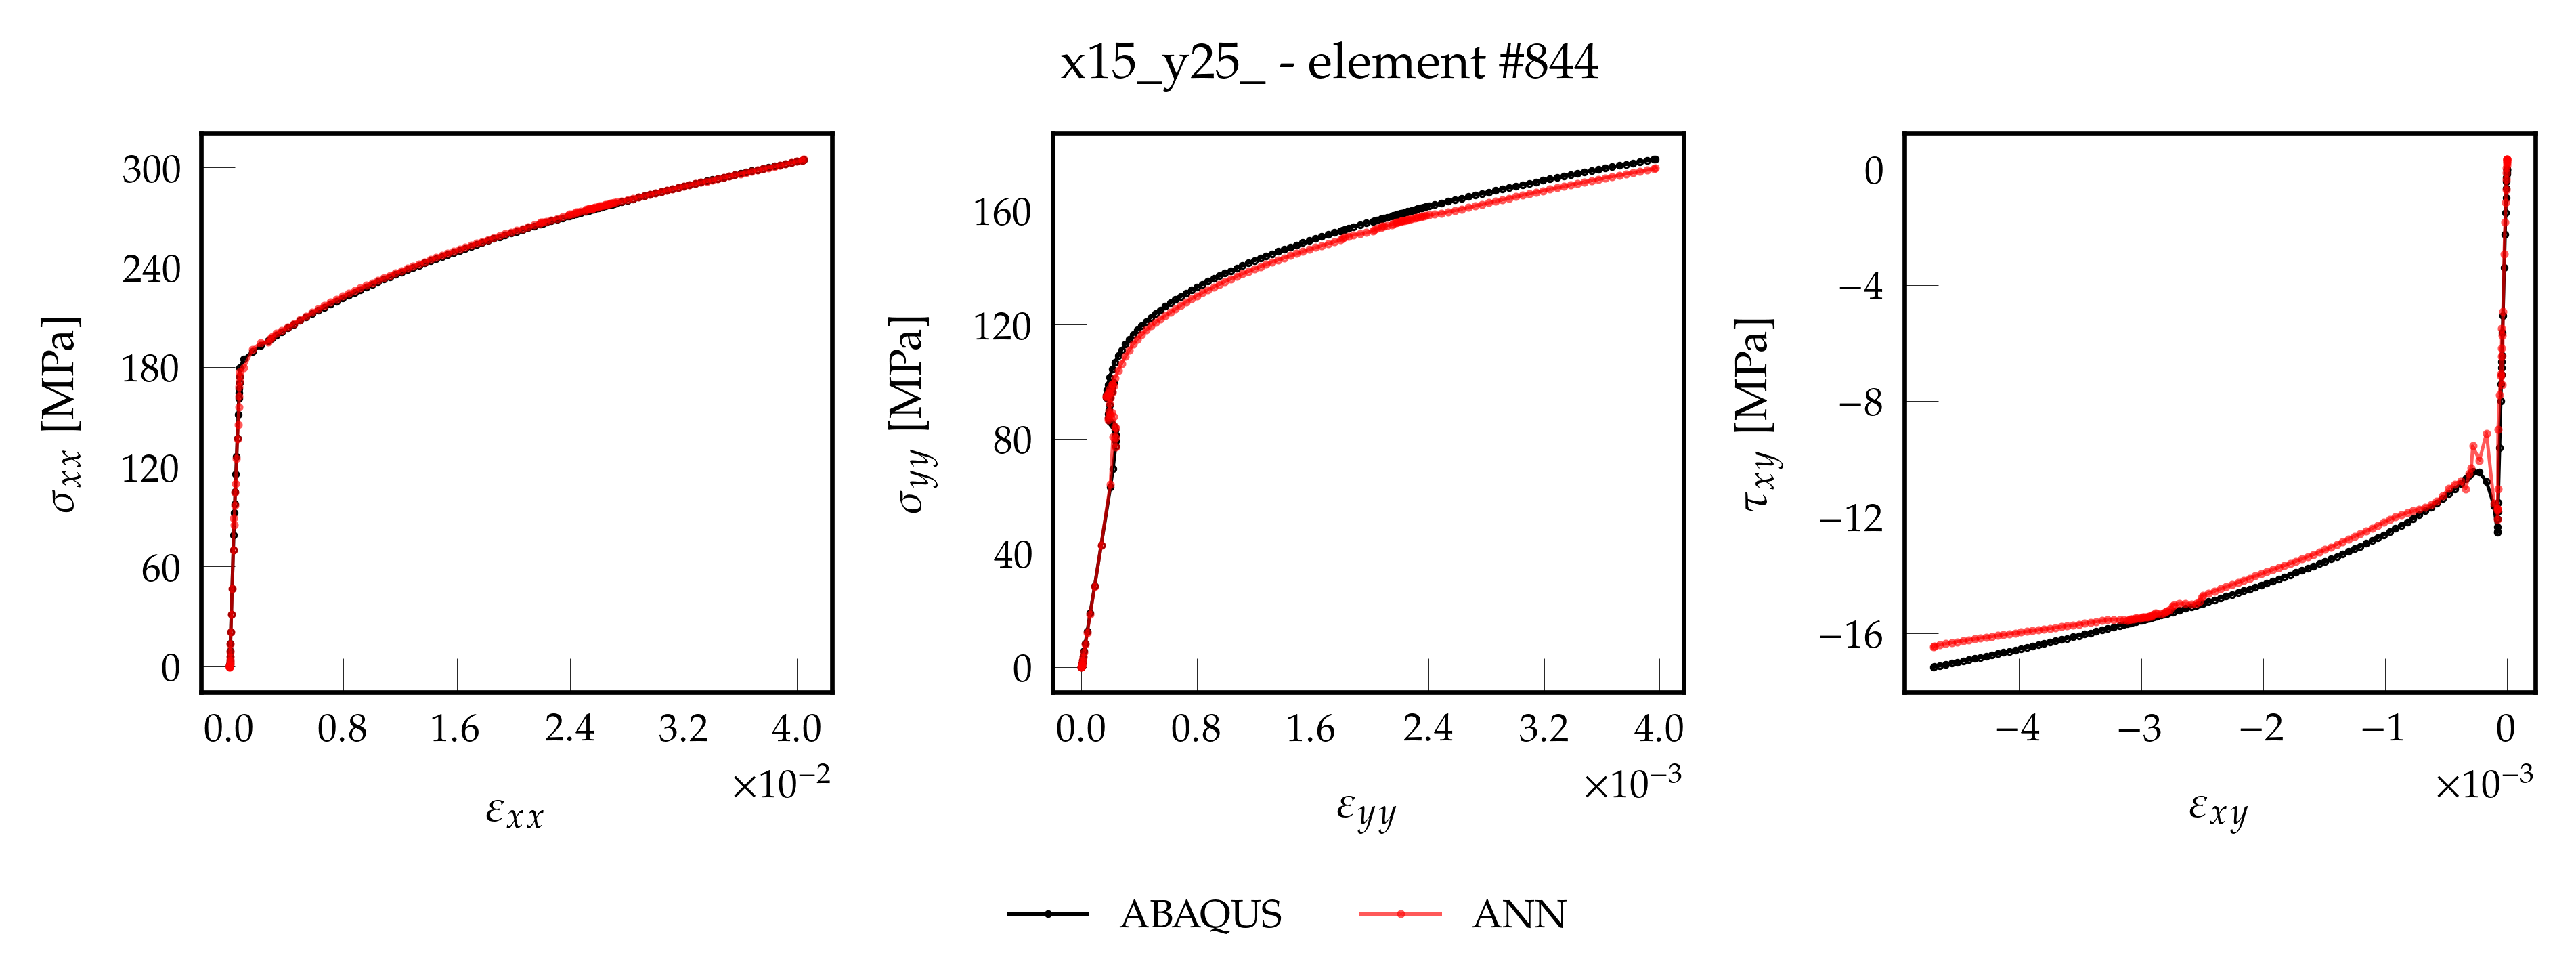 x15_y25_ - element #844
σxx [MPa]
300
240
180
120
60
0
0.0 0.8 1.6 2.4 3.2 4.0
×10−2
εxx
σyy [MPa]
160
120
80
40
0
0.0 0.8 1.6 2.4 3.2 4.0
×10−3
εyy
τxy [MPa]
0
−4
−8
−12
−16
−4 −3 −2 −1 0
×10−3
εxy
ABAQUS ANN